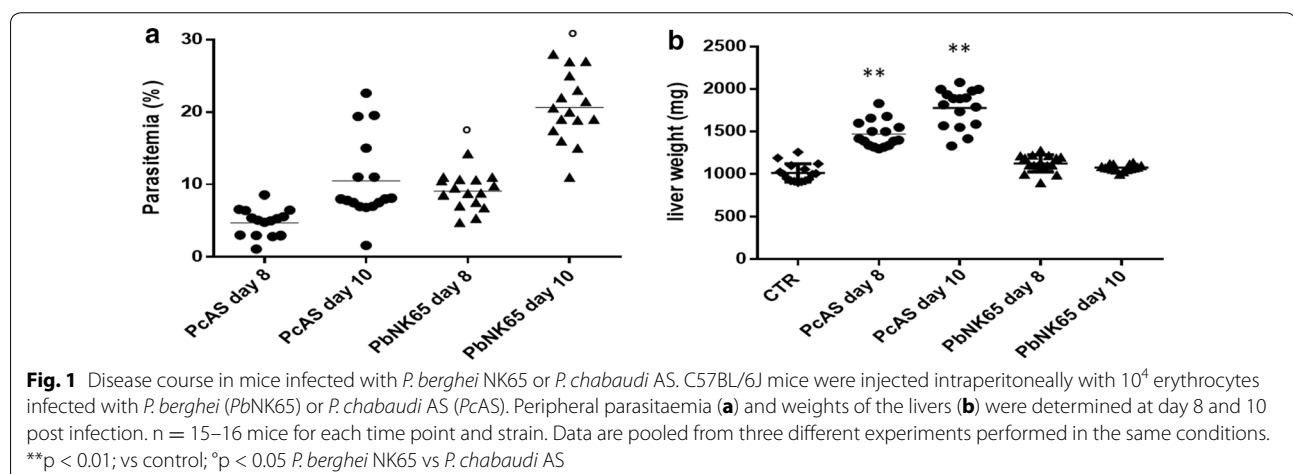 a
30
20
10
0
Parasitemia (%)
°
°
PcAS day 8
PcAS day 10
PbNK65 day 8
PbNK65 day 10
b
2500
2000
1500
1000
500
0
liver weight (mg)
**
**
CTR
PcAS day 8
PcAS day 10
PbNK65 day 8
PbNK65 day 10
Fig. 1 Disease course in mice infected with P. berghei NK65 or P. chabaudi AS. C57BL/6J mice were injected intraperitoneally with 10⁴ erythrocytes
infected with P. berghei (PbNK65) or P. chabaudi AS (PcAS). Peripheral parasitaemia (a) and weights of the livers (b) were determined at day 8 and 10
post infection. n = 15–16 mice for each time point and strain. Data are pooled from three different experiments performed in the same conditions.
**p < 0.01; vs control; °p < 0.05 P. berghei NK65 vs P. chabaudi AS